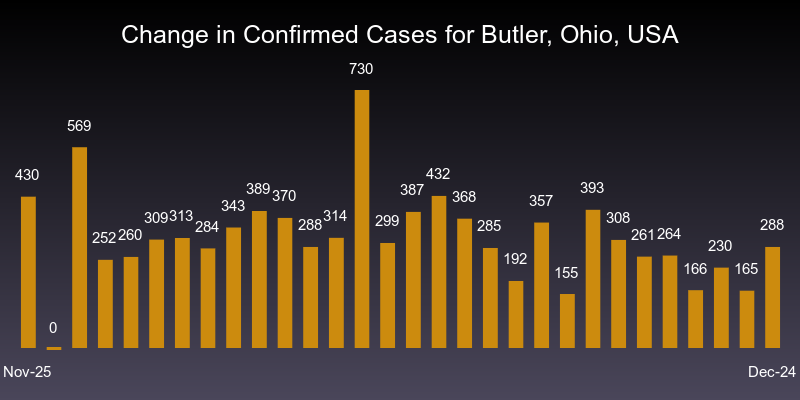 Change in Confirmed Cases for Butler, Ohio, USA
430 0 569 252 260 309 313 284 343 389 370 288 314 730 299 387 432 368 285 192 357 155 393 308 261 264 166 230 165 288
Nov-25 Dec-24